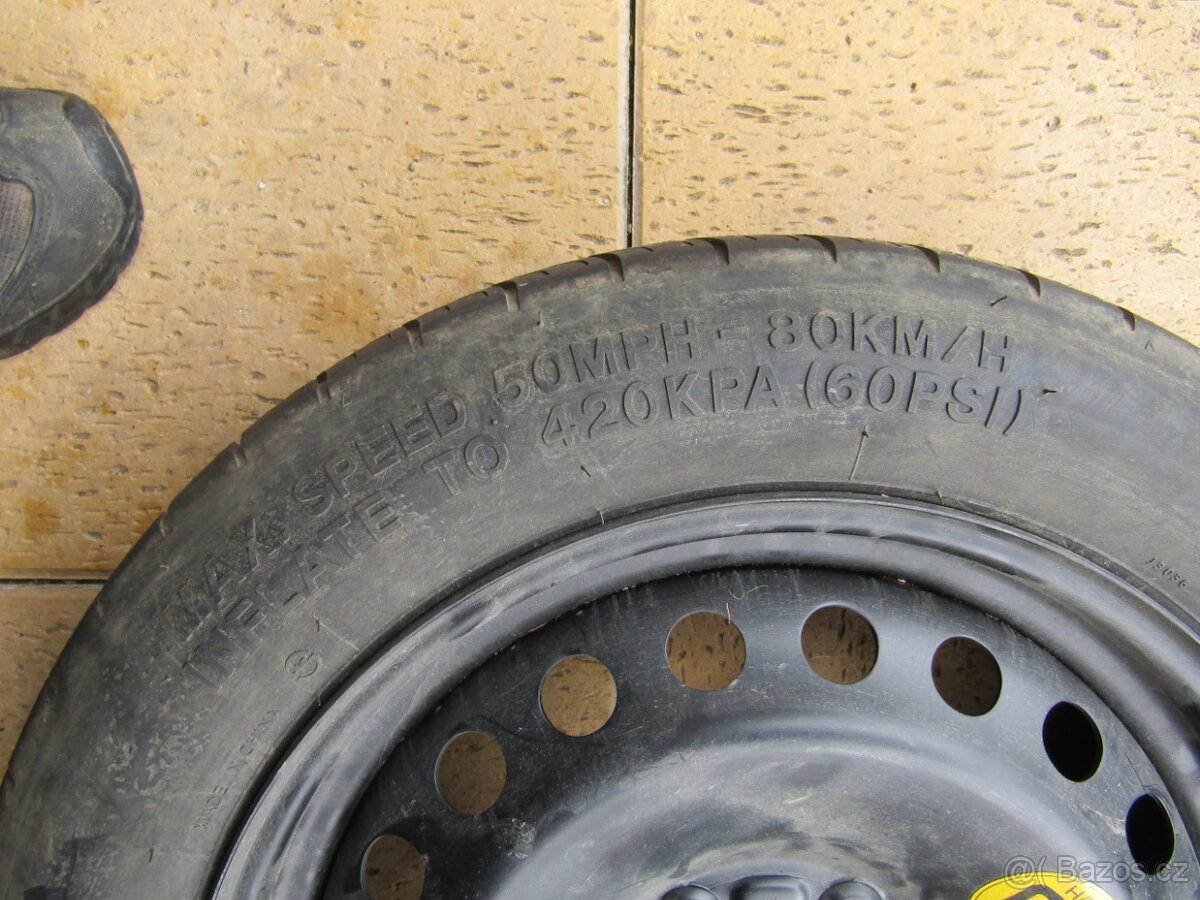 MAX. SPEED 50MPH - 80KM/H
INFLATE TO 420KPA (60PSI)
MADE IN CHINA
Bazos.cz